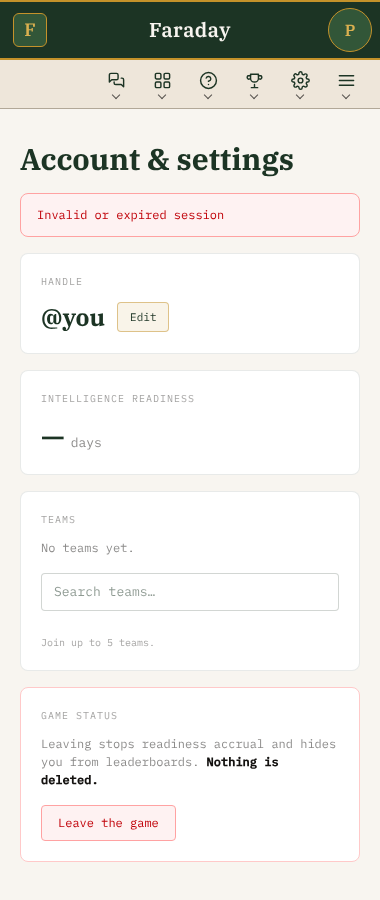 F
Faraday
P
Account & settings
Invalid or expired session
HANDLE
@you
Edit
INTELLIGENCE READINESS
— days
TEAMS
No teams yet.
Search teams…
Join up to 5 teams.
GAME STATUS
Leaving stops readiness accrual and hides
you from leaderboards. Nothing is
deleted.
Leave the game